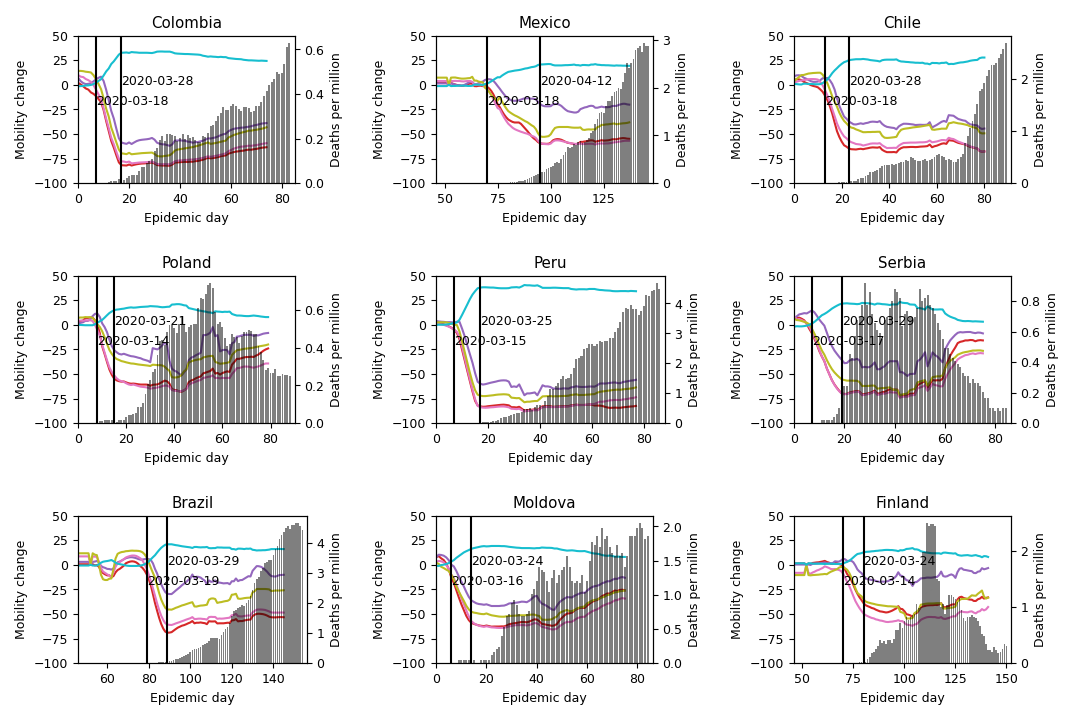 Colombia
50
25
0
−25
−50
−75
−100
Mobility change
2020-03-28
2020-03-18
0.6
0.4
0.2
0.0
Deaths per million
0 20 40 60 80
Epidemic day
Mexico
50
25
0
−25
−50
−75
−100
Mobility change
2020-04-12
2020-03-18
3
2
1
0
Deaths per million
50 75 100 125
Epidemic day
Chile
50
25
0
−25
−50
−75
−100
Mobility change
2020-03-28
2020-03-18
2
1
0
Deaths per million
0 20 40 60 80
Epidemic day
Poland
50
25
0
−25
−50
−75
−100
Mobility change
2020-03-21
2020-03-14
0.6
0.4
0.2
0.0
Deaths per million
0 20 40 60 80
Epidemic day
Peru
50
25
0
−25
−50
−75
−100
Mobility change
2020-03-25
2020-03-15
4
3
2
1
0
Deaths per million
0 20 40 60 80
Epidemic day
Serbia
50
25
0
−25
−50
−75
−100
Mobility change
2020-03-29
2020-03-17
0.8
0.6
0.4
0.2
0.0
Deaths per million
0 20 40 60 80
Epidemic day
Brazil
50
25
0
−25
−50
−75
−100
Mobility change
2020-03-29
2020-03-19
4
3
2
1
0
Deaths per million
60 80 100 120 140
Epidemic day
Moldova
50
25
0
−25
−50
−75
−100
Mobility change
2020-03-24
2020-03-16
2.0
1.5
1.0
0.5
0.0
Deaths per million
0 20 40 60 80
Epidemic day
Finland
50
25
0
−25
−50
−75
−100
Mobility change
2020-03-24
2020-03-14
2
1
0
Deaths per million
50 75 100 125 150
Epidemic day